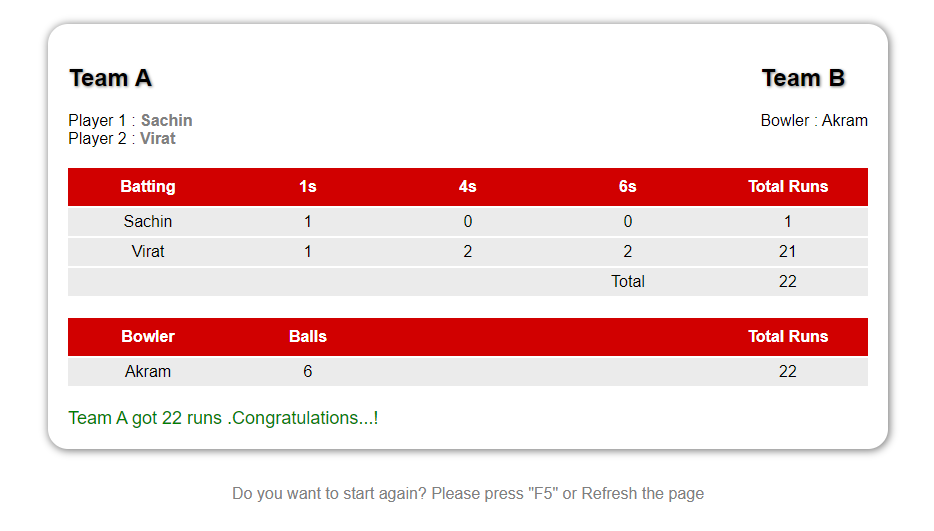 Team A Team B
Player 1 : Sachin Bowler : Akram
Player 2 : Virat
Batting 1s 4s 6s Total Runs
Sachin 1 0 0 1
Virat 1 2 2 21
Total 22
Bowler Balls Total Runs
Akram 6 22
Team A got 22 runs .Congratulations...!
Do you want to start again? Please press "F5" or Refresh the page